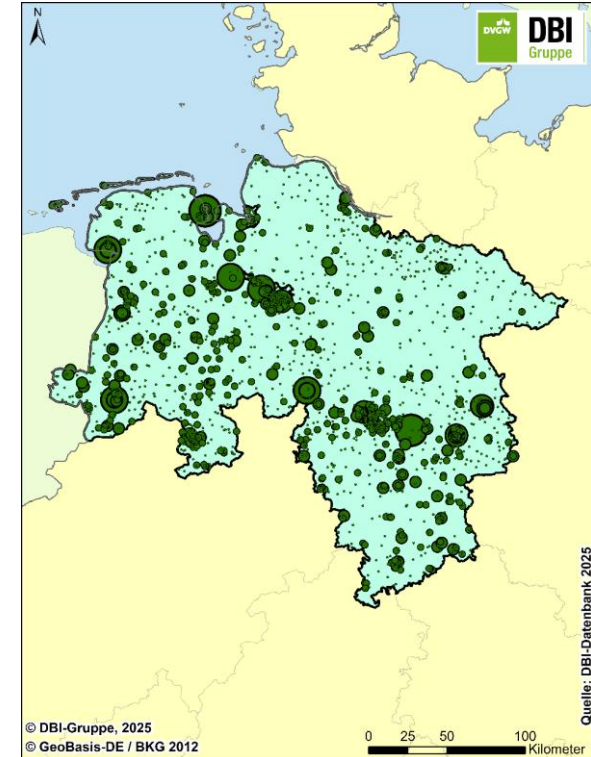 N
DVGW
DBI
Gruppe
Quelle: DBI-Datenbank 2025
© DBI-Gruppe, 2025
© GeoBasis-DE / BKG 2012
0 25 50 100
Kilometer